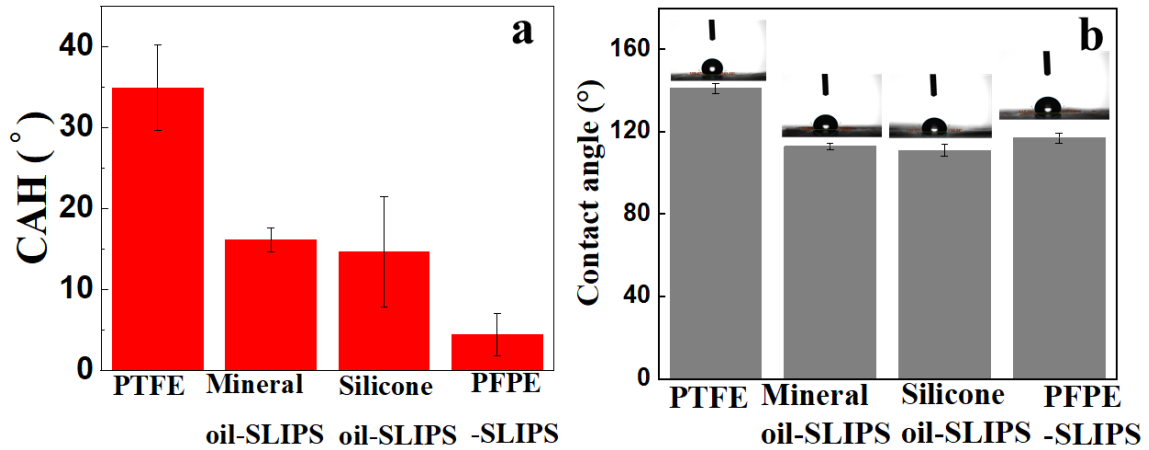 a
CAH (°)
40
30
20
10
0
PTFE
Mineral
oil-SLIPS
Silicone
oil-SLIPS
PFPE
-SLIPS
b
Contact angle (°)
160
120
80
40
0
PTFE
Mineral
oil-SLIPS
Silicone
oil-SLIPS
PFPE
-SLIPS